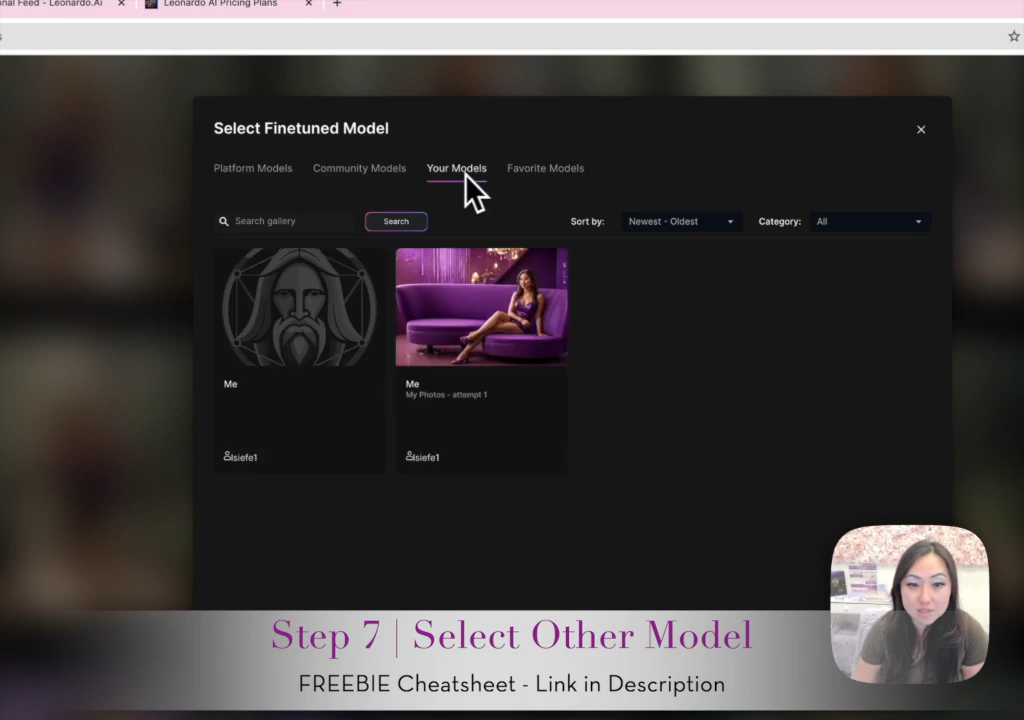 onal Feed - Leonardo.Ai
Leonardo AI Pricing Plans
Select Finetuned Model
Platform Models Community Models Your Models Favorite Models
Search gallery Search Sort by: Newest - Oldest Category: All
Me
lsiefe1
Me
My Photos - attempt 1
lsiefe1
Step 7 | Select Other Model
FREEBIE Cheatsheet - Link in Description